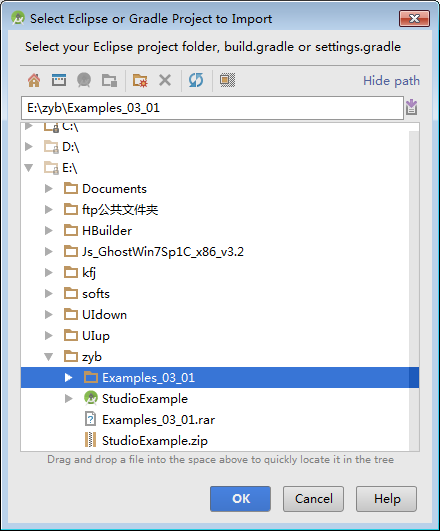 Select Eclipse or Gradle Project to Import
Select your Eclipse project folder, build.gradle or settings.gradle
Hide path
E:\zyb\Examples_03_01
C:\
D:\
E:\
Documents
ftp公共文件夹
HBuilder
Js_GhostWin7Sp1C_x86_v3.2
kfj
softs
UIdown
UIup
zyb
Examples_03_01
StudioExample
Examples_03_01.rar
StudioExample.zip
Drag and drop a file into the space above to quickly locate it in the tree
OK
Cancel
Help